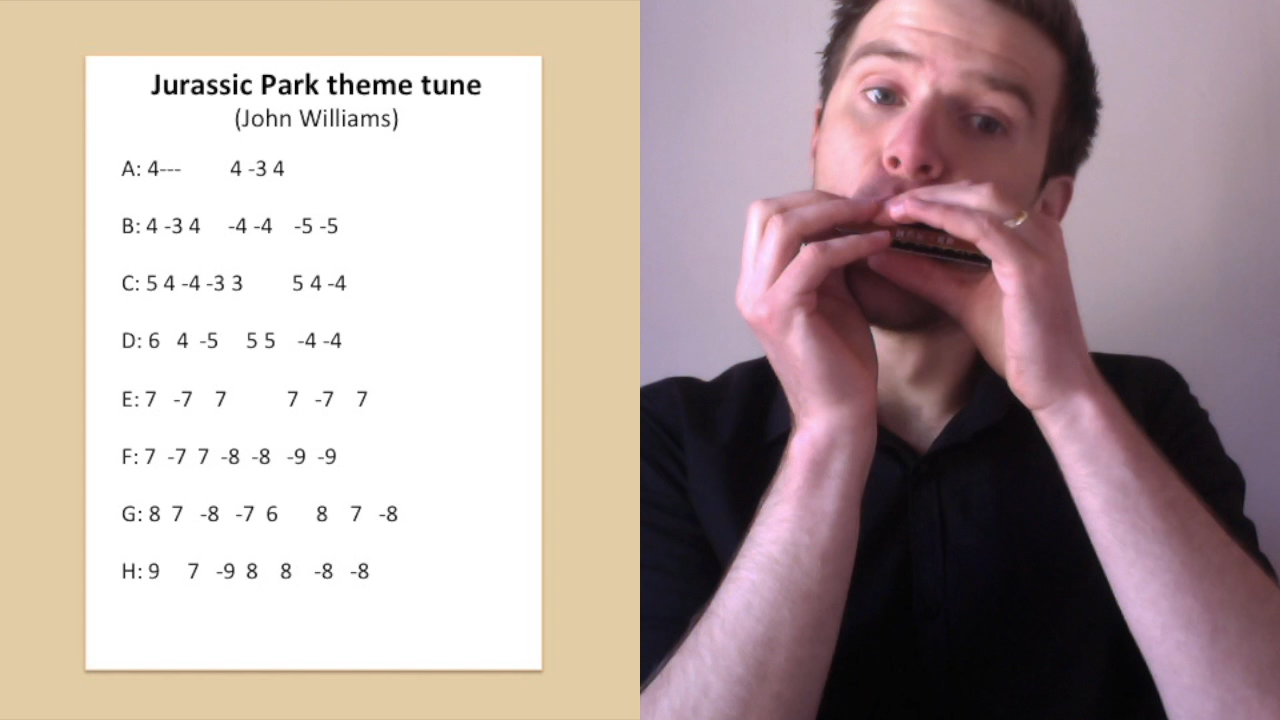 Jurassic Park theme tune
(John Williams)
A: 4--- 4 -3 4
B: 4 -3 4 -4 -4 -5 -5
C: 5 4 -4 -3 3 5 4 -4
D: 6 4 -5 5 5 -4 -4
E: 7 -7 7 7 -7 7
F: 7 -7 7 -8 -8 -9 -9
G: 8 7 -8 -7 6 8 7 -8
H: 9 7 -9 8 8 -8 -8